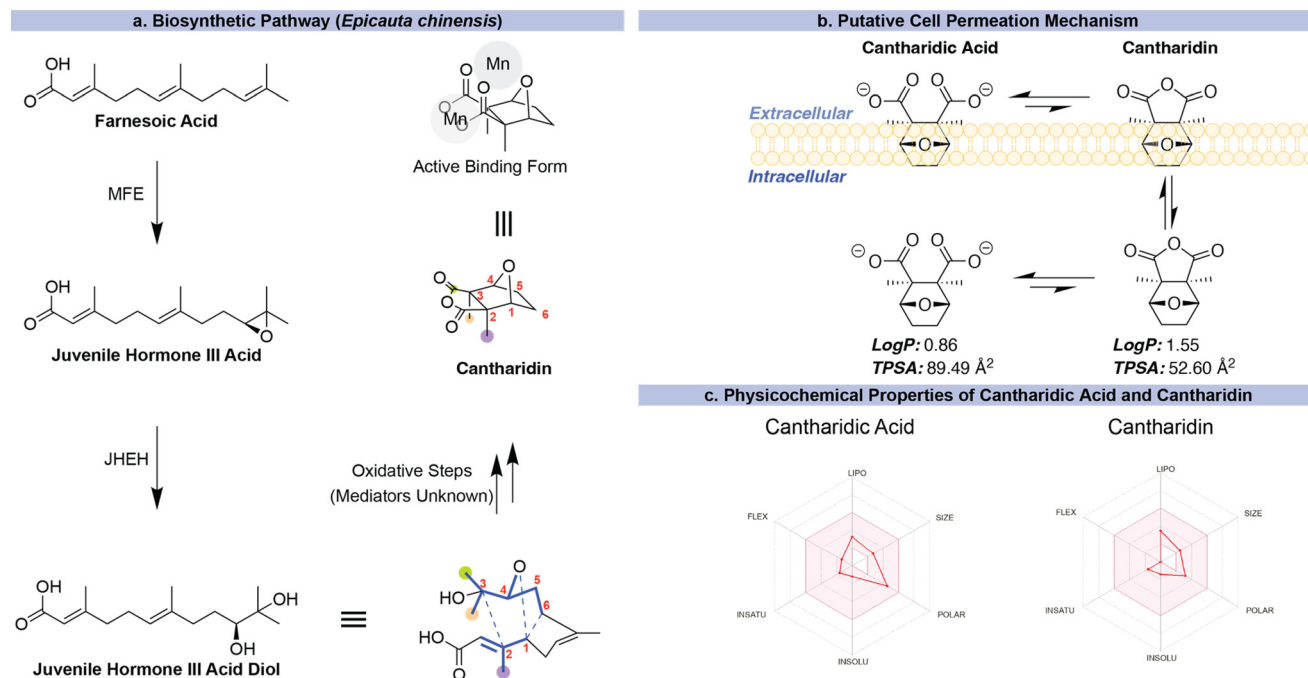 a. Biosynthetic Pathway (Epicauta chinensis)
OH
O
Farnesoic Acid
MFE
OH
O
O
Juvenile Hormone III Acid
JHEH
OH
O
OH
OH
Juvenile Hormone III Acid Diol
Mn
O
O
O
Mn
O
O
Active Binding Form
O
O
4
5
3
O
1
2
6
O
Cantharidin
Oxidative Steps
(Mediators Unknown)
O
3
5
HO
4
6
HO
1
2
O
b. Putative Cell Permeation Mechanism
Cantharidic Acid
Cantharidin
O
O
O
O
O
O
O
Extracellular
O
O
Intracellular
O
O
O
O
O
O
O
O
O
LogP: 0.86
LogP: 1.55
TPSA: 89.49 Å²
TPSA: 52.60 Å²
c. Physicochemical Properties of Cantharidic Acid and Cantharidin
Cantharidic Acid
LIPO
FLEX
SIZE
INSATU
POLAR
INSOLU
Cantharidin
LIPO
FLEX
SIZE
INSATU
POLAR
INSOLU